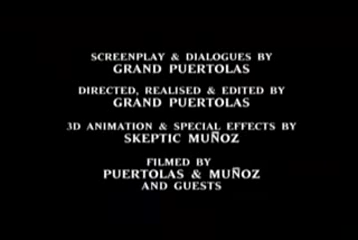 SCREENPLAY & DIALOGUES BY
GRAND PUERTOLAS
DIRECTED, REALISED & EDITED BY
GRAND PUERTOLAS
3D ANIMATION & SPECIAL EFFECTS BY
SKEPTIC MUÑOZ
FILMED BY
PUERTOLAS & MUÑOZ
AND GUESTS